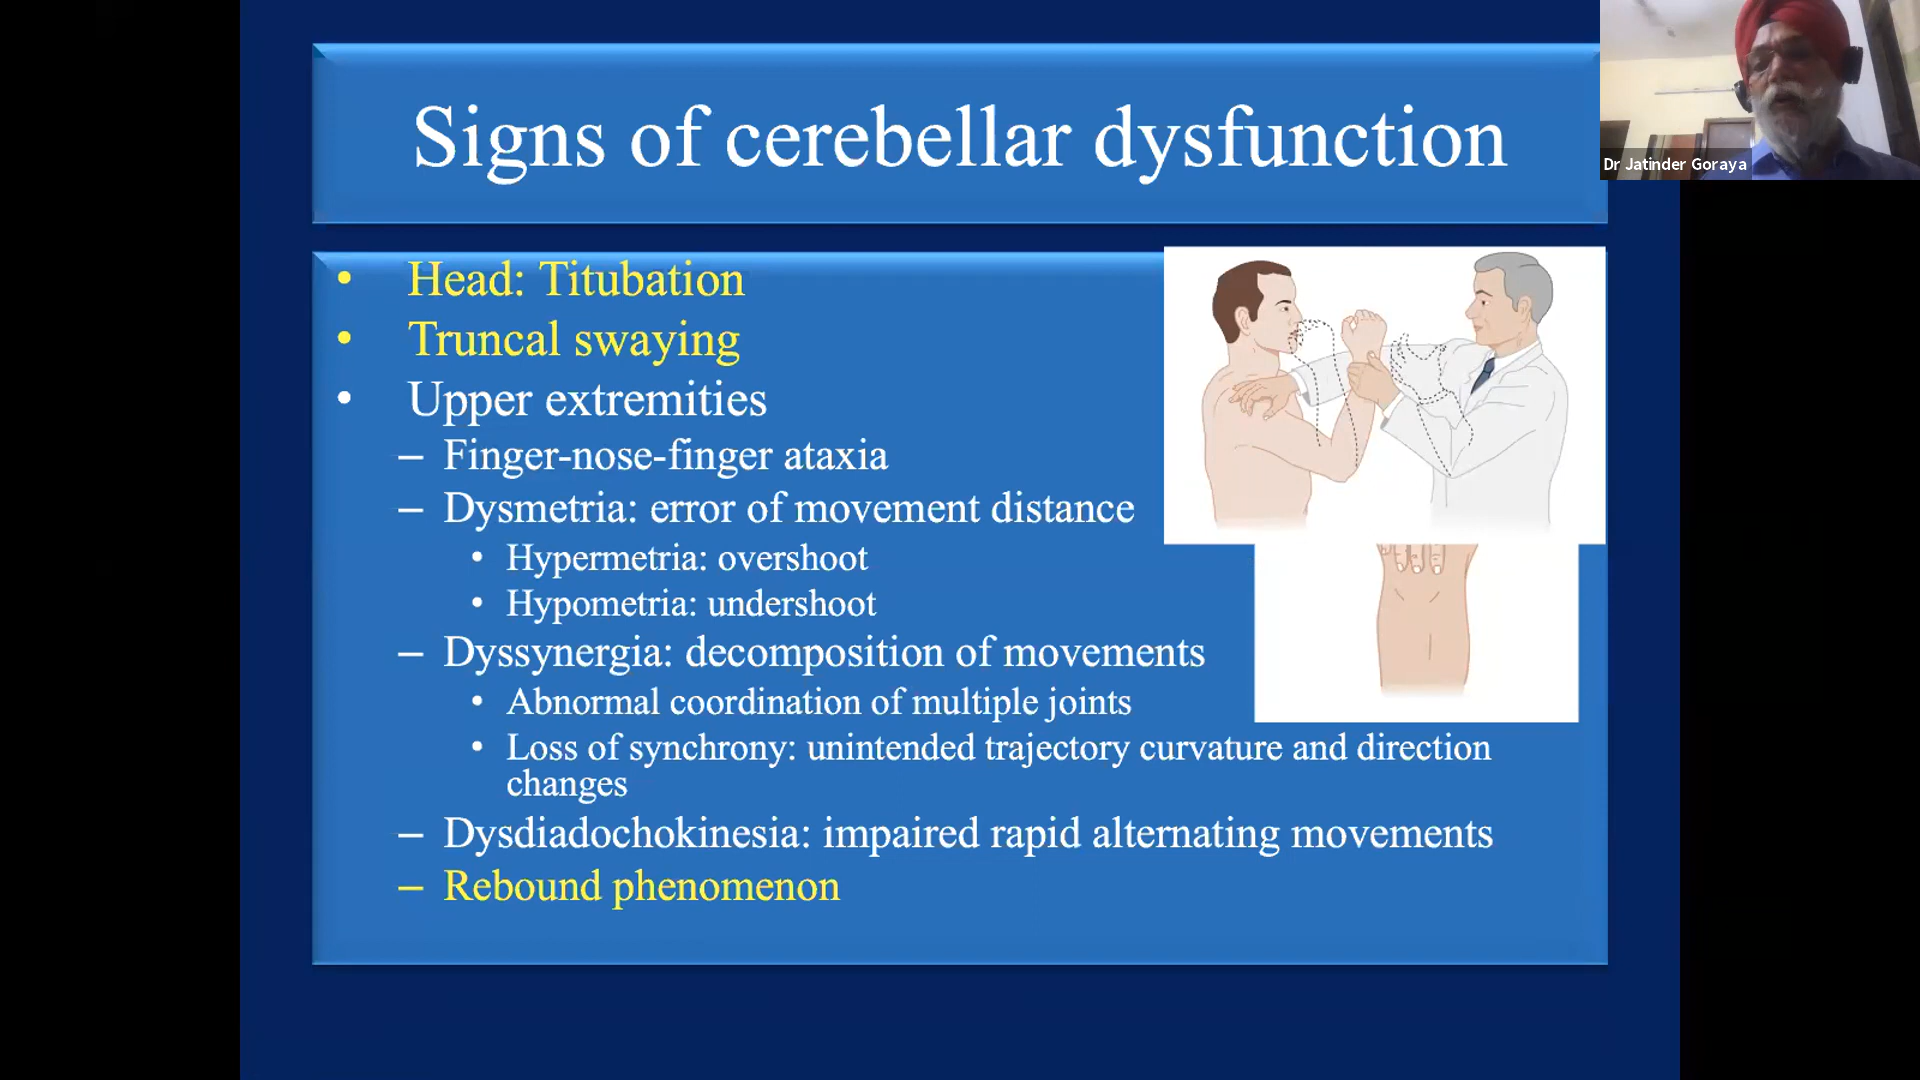 Signs of cerebellar dysfunction
Dr Jatinder Goraya
• Head: Titubation
• Truncal swaying
• Upper extremities
– Finger-nose-finger ataxia
– Dysmetria: error of movement distance
• Hypermetria: overshoot
• Hypometria: undershoot
– Dyssynergia: decomposition of movements
• Abnormal coordination of multiple joints
• Loss of synchrony: unintended trajectory curvature and direction
changes
– Dysdiadochokinesia: impaired rapid alternating movements
– Rebound phenomenon